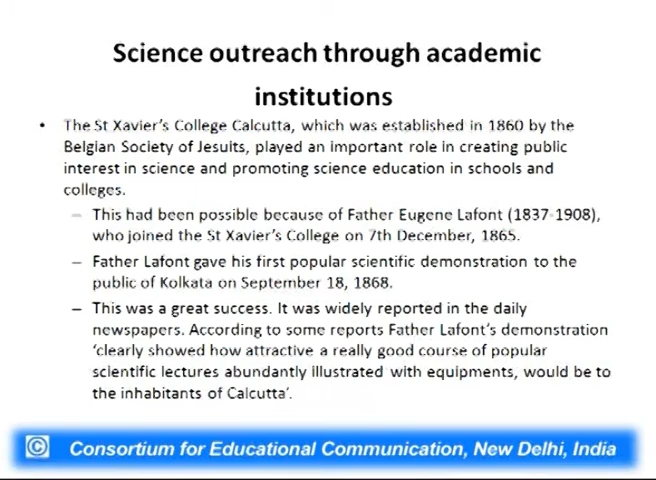 Science outreach through academic
institutions
• The St Xavier's College Calcutta, which was established in 1860 by the
Belgian Society of Jesuits, played an important role in creating public
interest in science and promoting science education in schools and
colleges.
– This had been possible because of Father Eugene Lafont (1837-1908),
who joined the St Xavier's College on 7th December, 1865.
– Father Lafont gave his first popular scientific demonstration to the
public of Kolkata on September 18, 1868.
– This was a great success. It was widely reported in the daily
newspapers. According to some reports Father Lafont's demonstration
'clearly showed how attractive a really good course of popular
scientific lectures abundantly illustrated with equipments, would be to
the inhabitants of Calcutta'.
© Consortium for Educational Communication, New Delhi, India